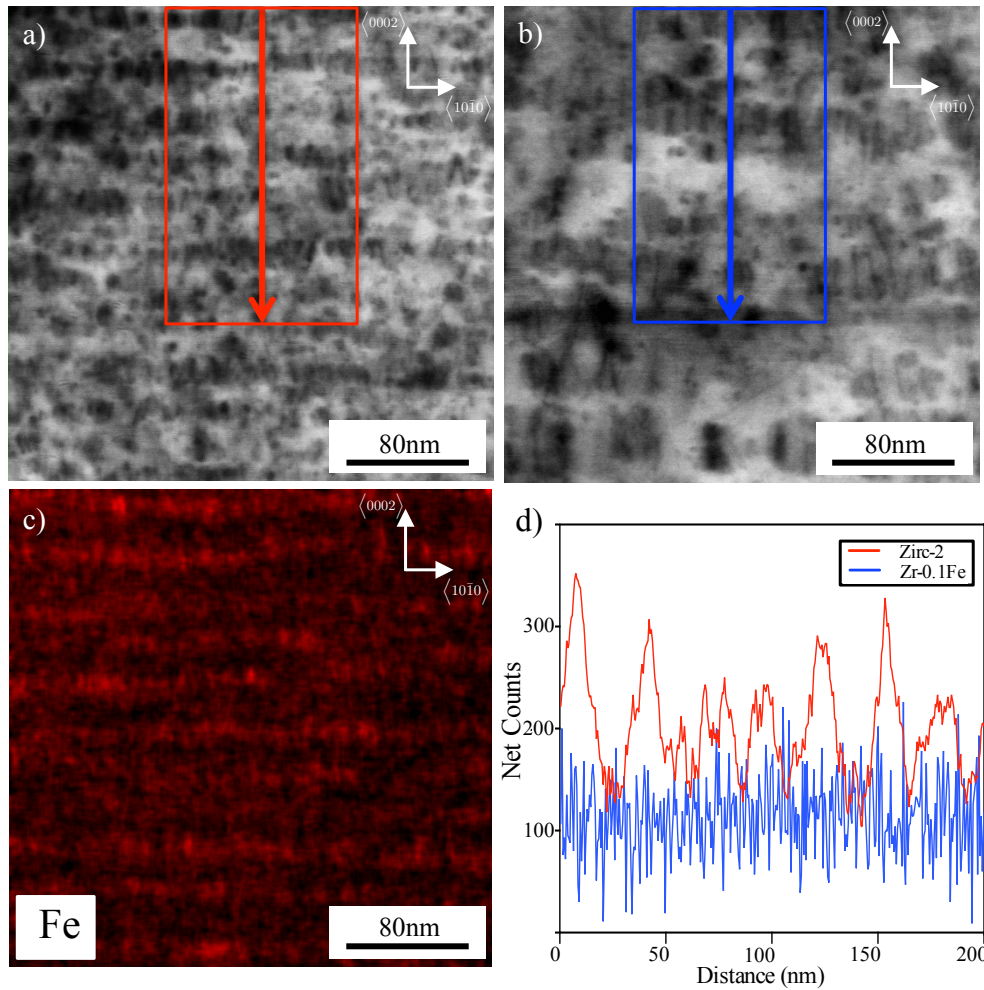 a)
⟨0002⟩
⟨101̄0⟩
80nm
b)
⟨0002⟩
⟨101̄0⟩
80nm
c)
⟨0002⟩
⟨101̄0⟩
Fe
80nm
d)
Zirc-2
Zr-0.1Fe
300
200
100
Net Counts
0
50
100
150
200
Distance (nm)